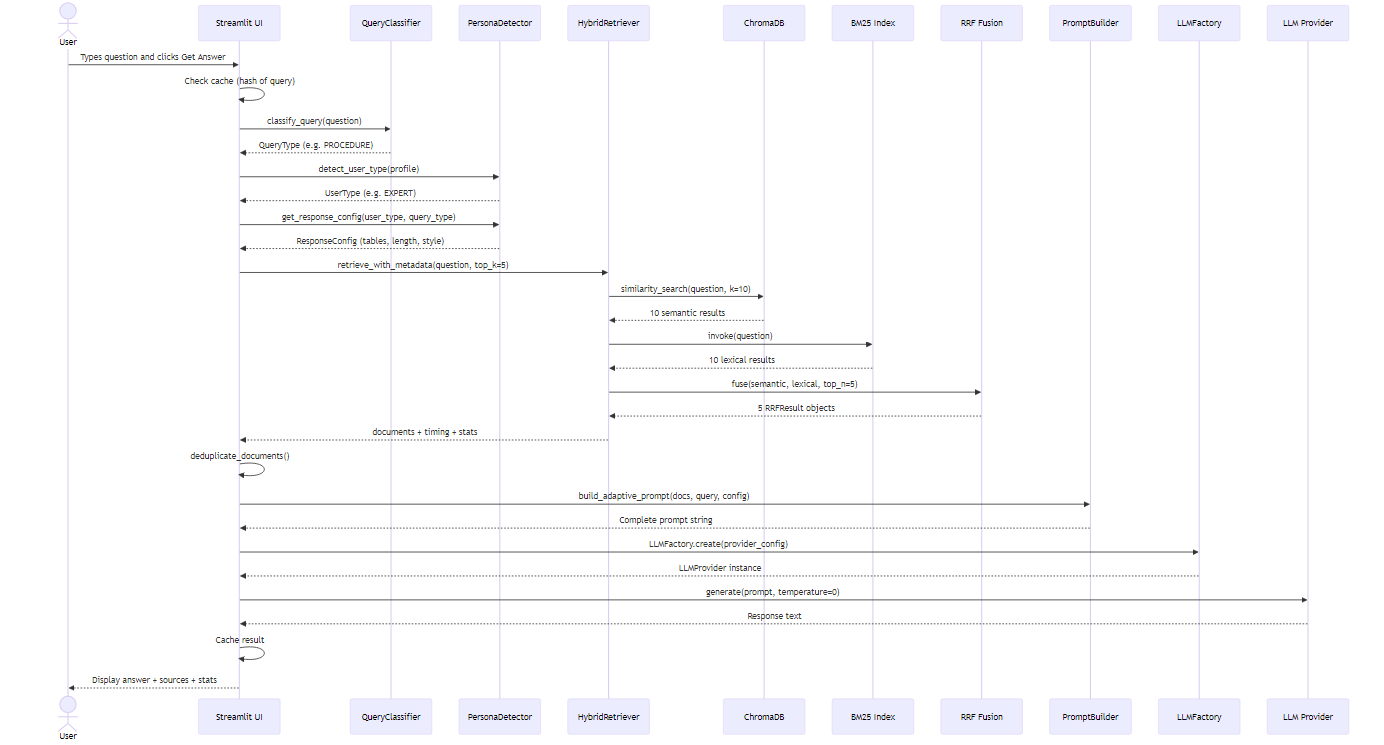 User
Streamlit UI
QueryClassifier
PersonaDetector
HybridRetriever
ChromaDB
BM25 Index
RRF Fusion
PromptBuilder
LLMFactory
LLM Provider
Types question and clicks Get Answer
Check cache (hash of query)
classify_query(question)
QueryType (e.g. PROCEDURE)
detect_user_type(profile)
UserType (e.g. EXPERT)
get_response_config(user_type, query_type)
ResponseConfig (tables, length, style)
retrieve_with_metadata(question, top_k=5)
similarity_search(question, k=10)
10 semantic results
invoke(question)
10 lexical results
fuse(semantic, lexical, top_n=5)
5 RRFResult objects
documents + timing + stats
deduplicate_documents()
build_adaptive_prompt(docs, query, config)
Complete prompt string
LLMFactory.create(provider_config)
LLMProvider instance
generate(prompt, temperature=0)
Response text
Cache result
Display answer + sources + stats
User
Streamlit UI
QueryClassifier
PersonaDetector
HybridRetriever
ChromaDB
BM25 Index
RRF Fusion
PromptBuilder
LLMFactory
LLM Provider